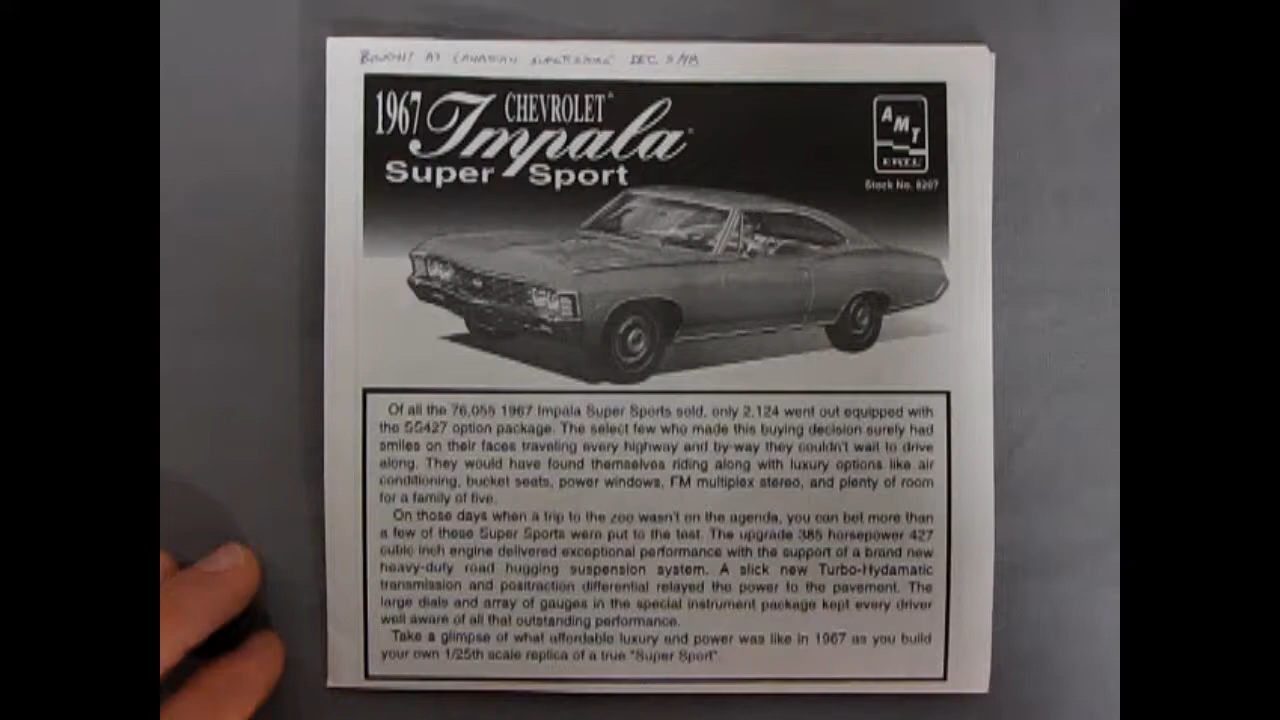 BOUGHT AT CANADIAN SUPERSTORE DEC 5/98
1967 CHEVROLET
Impala
Super Sport
AMT
ERTL
Stock No. 8207
Of all the 76,055 1967 Impala Super Sports sold, only 2,124 went out equipped with
the SS427 option package. The select few who made this buying decision surely had
smiles on their faces traveling every highway and by-way they couldn't wait to drive
along. They would have found themselves riding along with luxury options like air
conditioning, bucket seats, power windows, FM multiplex stereo, and plenty of room
for a family of five.
On those days when a trip to the zoo wasn't on the agenda, you can bet more than
a few of these Super Sports were put to the test. The upgrade 385 horsepower 427
cubic inch engine delivered exceptional performance with the support of a brand new
heavy-duty road hugging suspension system. A slick new Turbo-Hydamatic
transmission and positraction differential relayed the power to the pavement. The
large dials and array of gauges in the special instrument package kept every driver
well aware of all that outstanding performance.
Take a glimpse of what affordable luxury and power was like in 1967 as you build
your own 1/25th scale replica of a true "Super Sport".